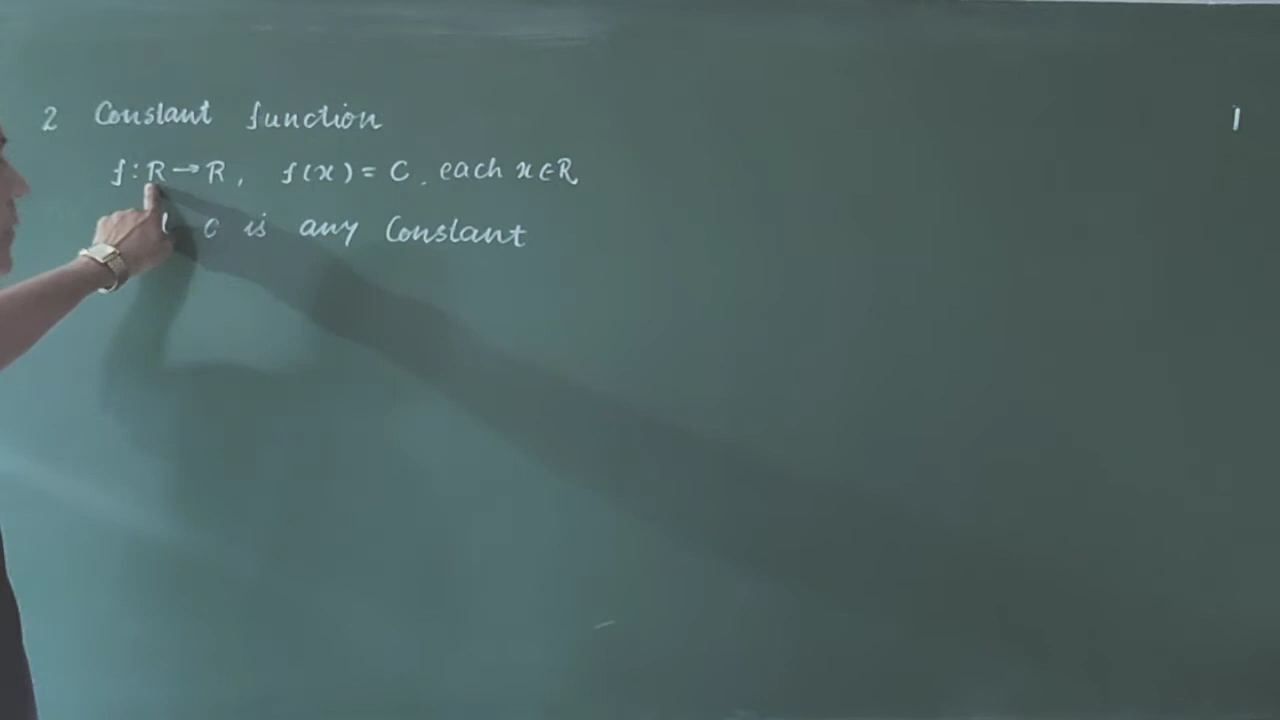 2 Constant function
f: R → R, f(x) = C, each x ∈ R
c is any Constant
1